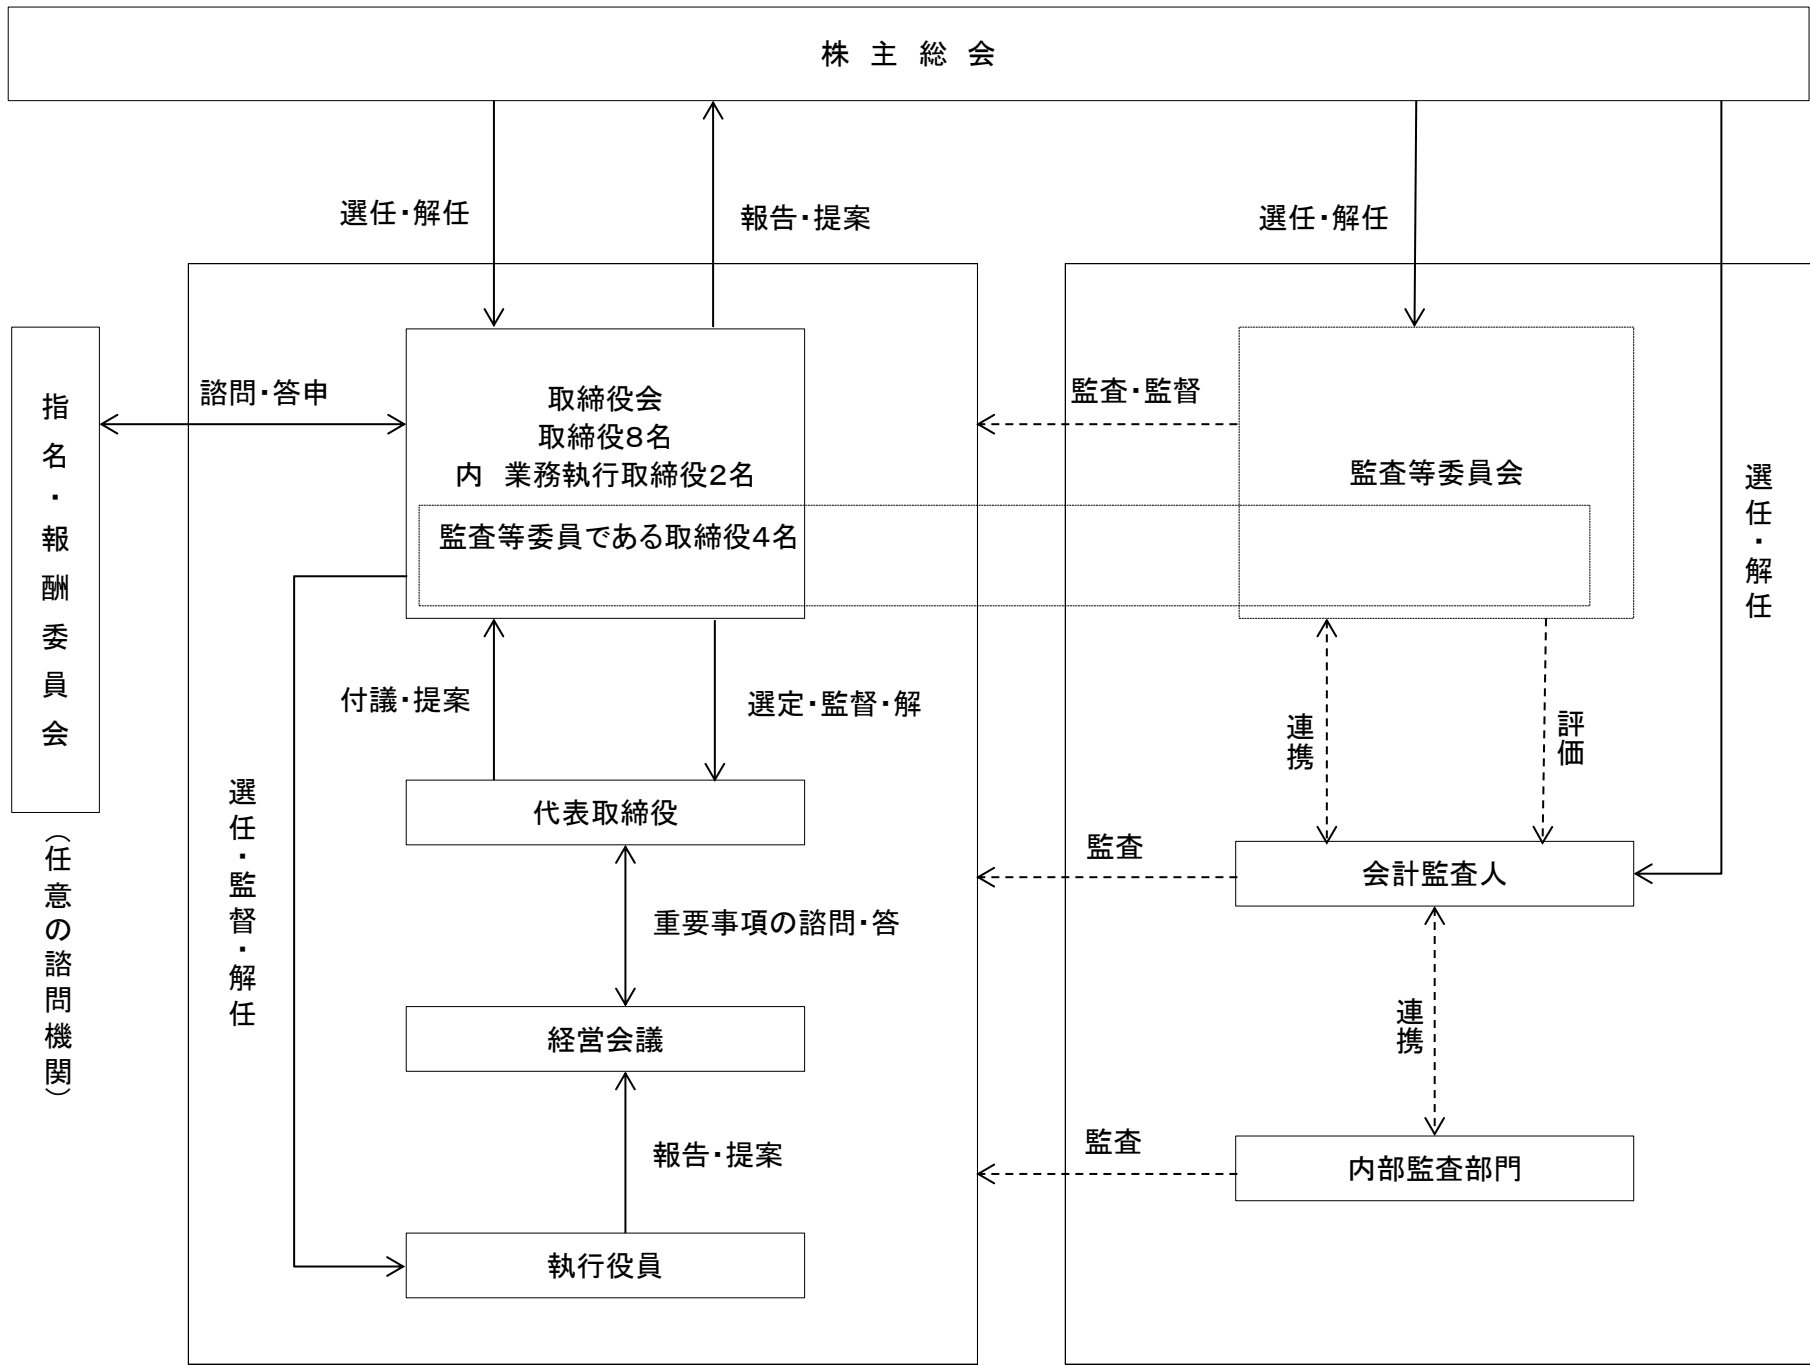 株 主 総 会
選任・解任
報告・提案
選任・解任
選任・解任
指名・報酬委員会
(任意の諮問機関)
諮問・答申
取締役会
取締役8名
内 業務執行取締役2名
監査等委員である取締役4名
監査・監督
監査等委員会
付議・提案
選定・監督・解
連携
評価
選任・監督・解任
代表取締役
監査
会計監査人
重要事項の諮問・答
経営会議
連携
報告・提案
監査
内部監査部門
執行役員